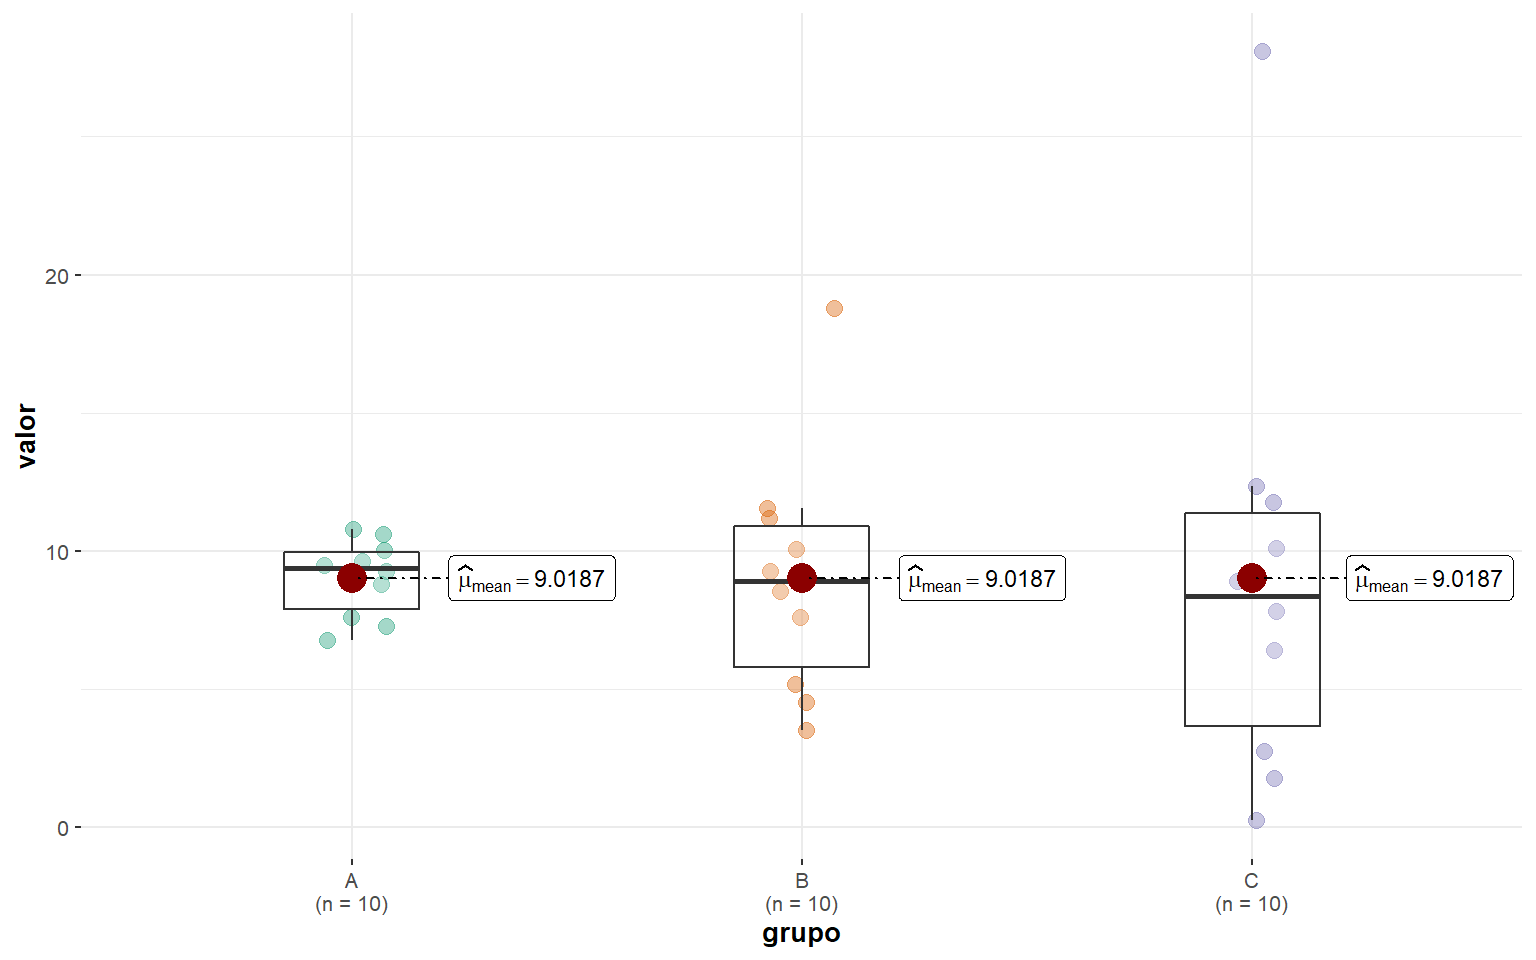 valor
20
10
0
μ̂mean = 9.0187
μ̂mean = 9.0187
μ̂mean = 9.0187
A
(n = 10)
B
(n = 10)
C
(n = 10)
grupo